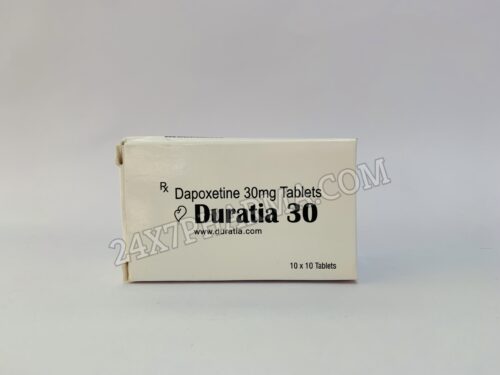 ℞ Dapoxetine 30mg Tablets
Duratia 30
www.duratia.com
10 x 10 Tablets
24X7PHARMA.COM